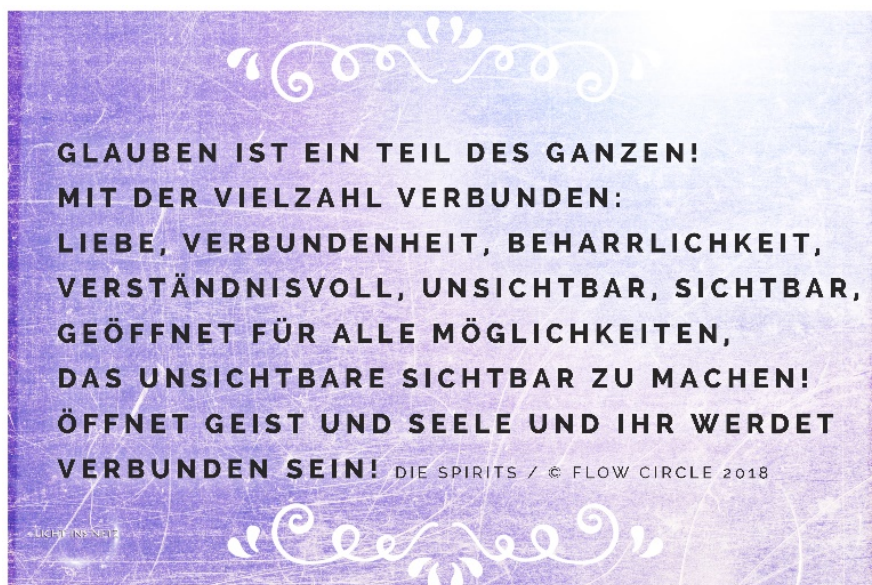 GLAUBEN IST EIN TEIL DES GANZEN!
MIT DER VIELZAHL VERBUNDEN:
LIEBE, VERBUNDENHEIT, BEHARRLICHKEIT,
VERSTÄNDNISVOLL, UNSICHTBAR, SICHTBAR,
GEÖFFNET FÜR ALLE MÖGLICHKEITEN,
DAS UNSICHTBARE SICHTBAR ZU MACHEN!
ÖFFNET GEIST UND SEELE UND IHR WERDET
VERBUNDEN SEIN! DIE SPIRITS / © FLOW CIRCLE 2018